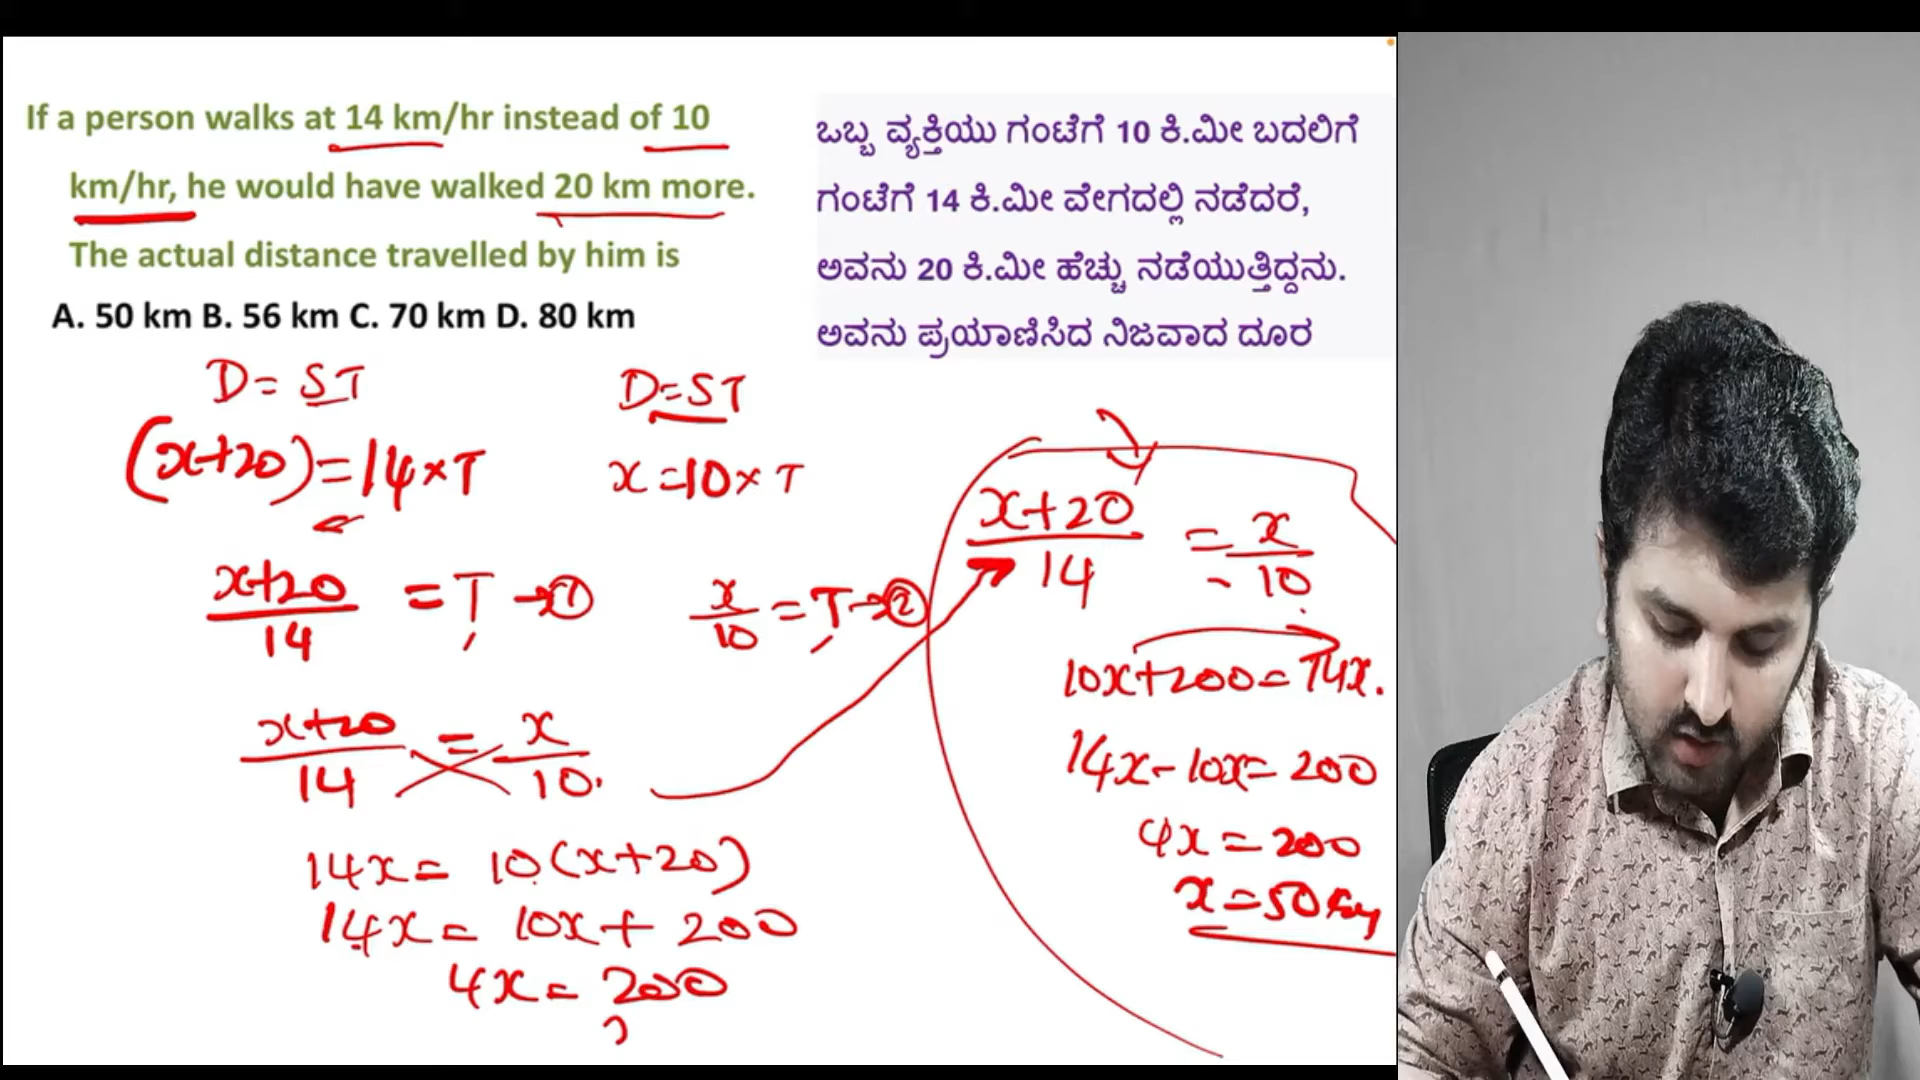 If a person walks at 14 km/hr instead of 10
km/hr, he would have walked 20 km more.
The actual distance travelled by him is
A. 50 km B. 56 km C. 70 km D. 80 km
ಒಬ್ಬ ವ್ಯಕ್ತಿಯು ಗಂಟೆಗೆ 10 ಕಿ.ಮೀ ಬದಲಿಗೆ
ಗಂಟೆಗೆ 14 ಕಿ.ಮೀ ವೇಗದಲ್ಲಿ ನಡೆದರೆ,
ಅವನು 20 ಕಿ.ಮೀ ಹೆಚ್ಚು ನಡೆಯುತ್ತಿದ್ದನು.
ಅವನು ಪ್ರಯಾಣಿಸಿದ ನಿಜವಾದ ದೂರ
D = ST
(x+20) = 14 × T
x+20/14 = T → ①
D = ST
x = 10 × T
x/10 = T → ②
x+20/14 = x/10
14x = 10(x+20)
14x = 10x + 200
4x = 200
x+20/14 = x/10
10x+200 = 14x.
14x - 10x = 200
4x = 200
x = 50 km